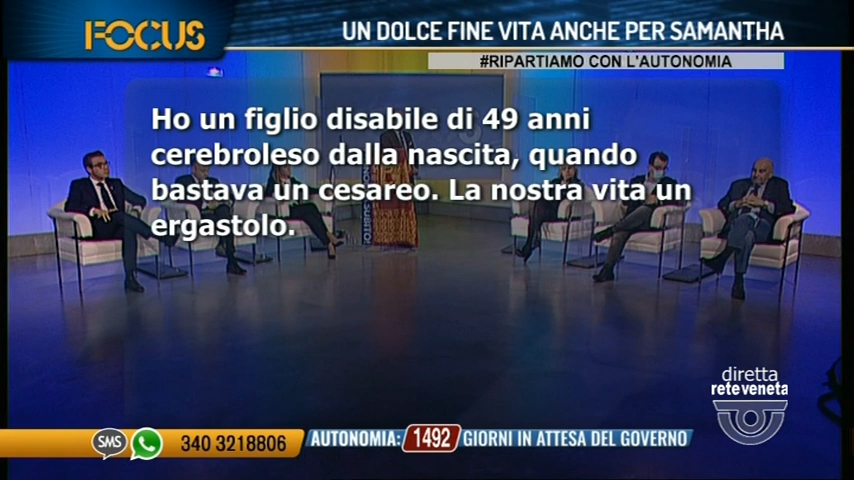 FOCUS
UN DOLCE FINE VITA ANCHE PER SAMANTHA
#RIPARTIAMO CON L'AUTONOMIA
Ho un figlio disabile di 49 anni
cerebroleso dalla nascita, quando
bastava un cesareo. La nostra vita un
ergastolo.
diretta
reteveneta
SMS 340 3218806 AUTONOMIA: 1492 GIORNI IN ATTESA DEL GOVERNO